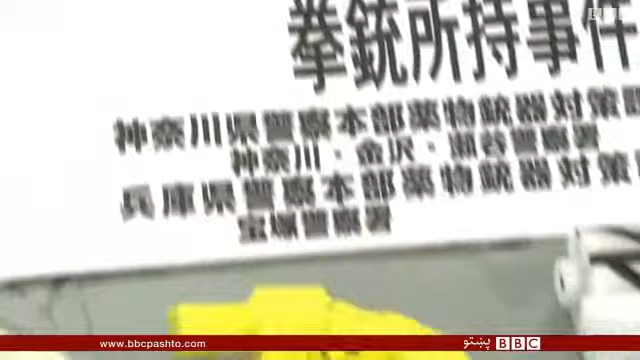 拳銃所持事件
神奈川県警察本部薬物銃器対策
神奈川・金沢・瀬谷警察署
兵庫県警察本部薬物銃器対策
宝塚警察署
www.bbcpashto.com
پښتو BBC